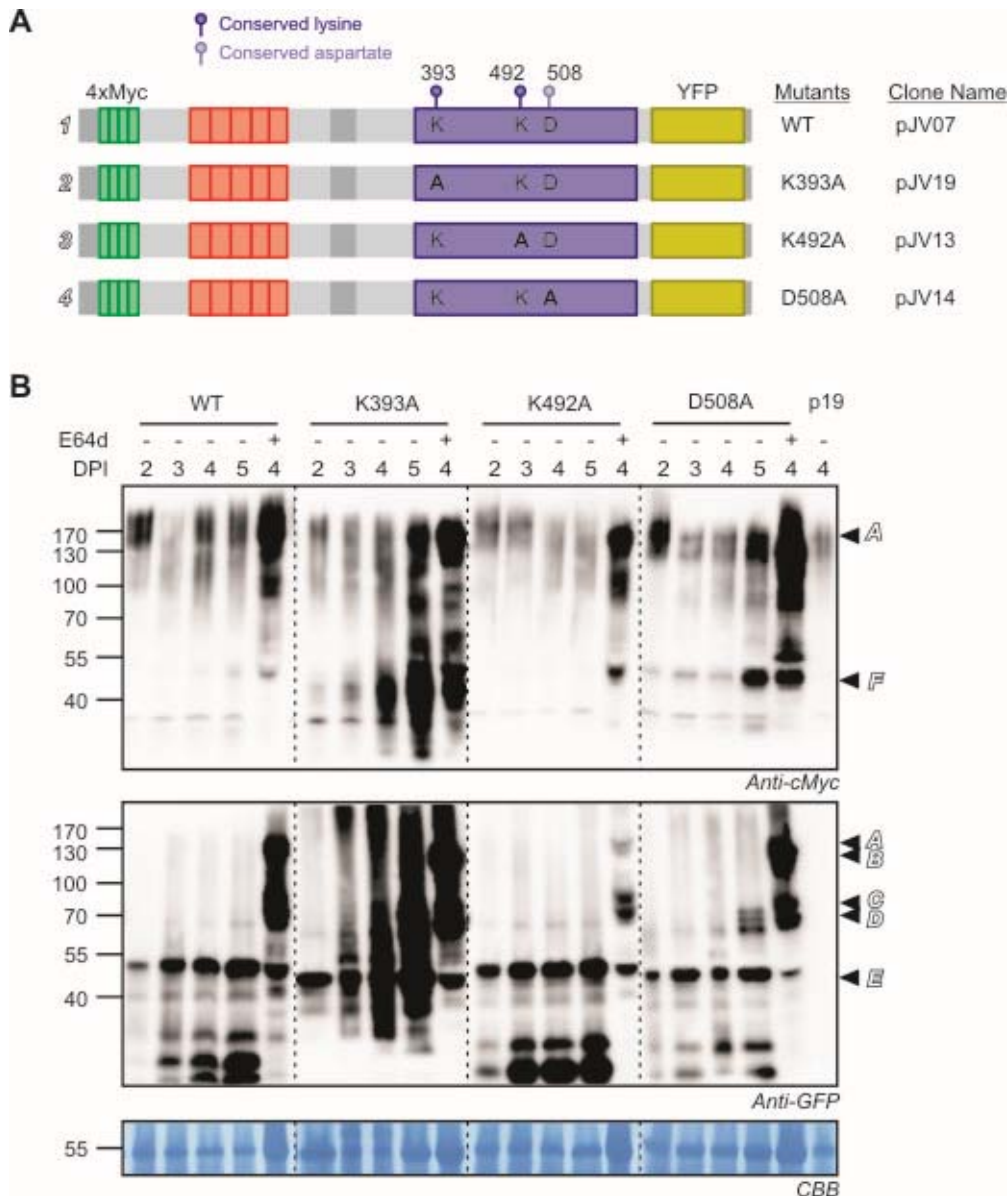 A
Conserved lysine
Conserved aspartate
393 492 508
4xMyc YFP Mutants Clone Name
1 K K D WT pJV07
2 A K D K393A pJV19
3 K A D K492A pJV13
4 K K A D508A pJV14
B
WT K393A K492A D508A p19
E64d - - - - + - - - - + - - - - + - - - - + -
DPI 2 3 4 5 4 2 3 4 5 4 2 3 4 5 4 2 3 4 5 4 4
170 A
130
100
70
55
40 F
Anti-cMyc
170 A
130 B
100 C
70 D
55 E
40
Anti-GFP
55
CBB